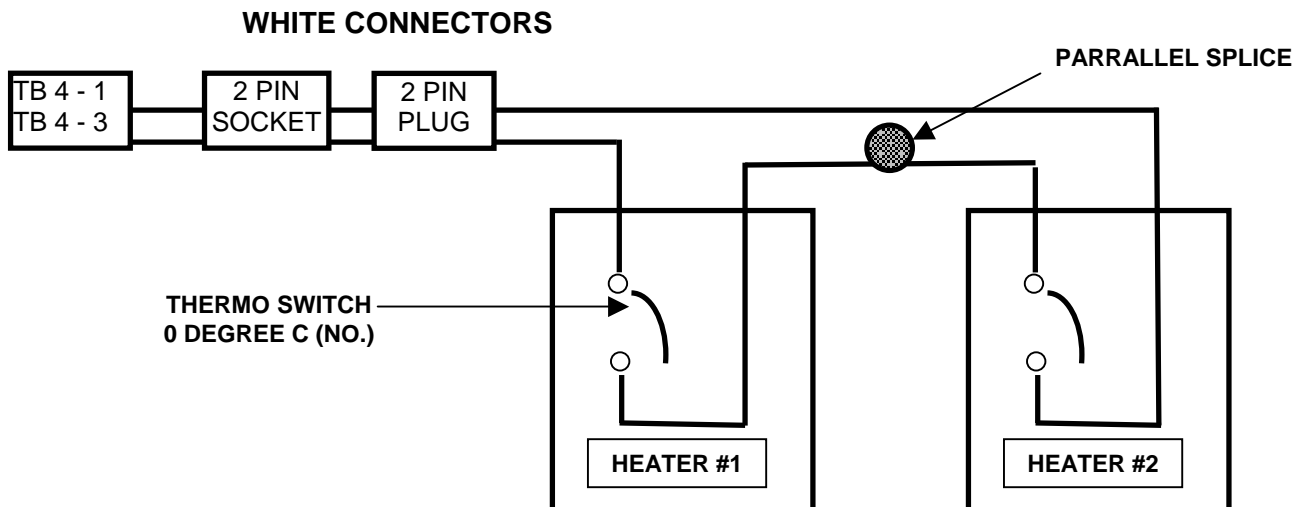 WHITE CONNECTORS
PARRALLEL SPLICE
TB 4 - 1
TB 4 - 3
2 PIN
SOCKET
2 PIN
PLUG
THERMO SWITCH
0 DEGREE C (NO.)
HEATER #1
HEATER #2